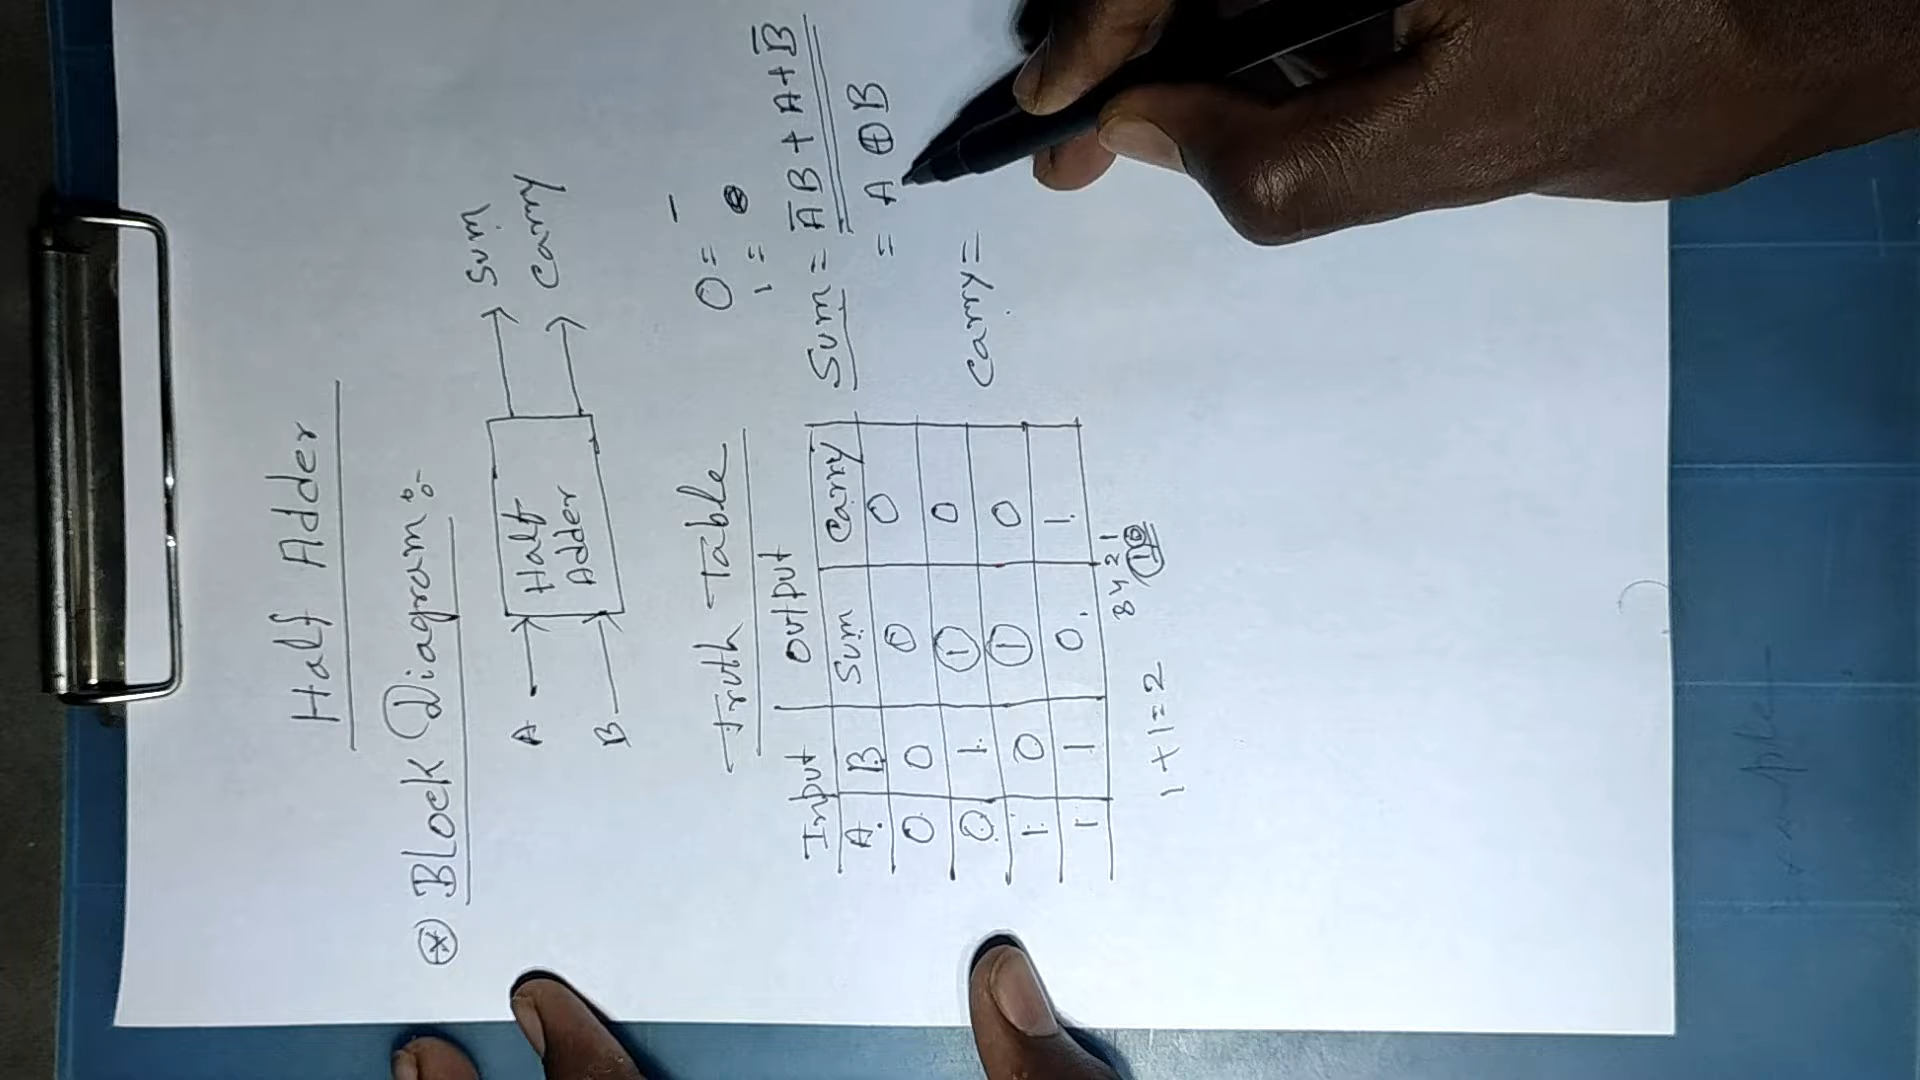 Half Adder
* Block Diagram:-
A
B
Half
Adder
Sum
Carry
Truth Table
Input Output
A. B Sum Carry
0 0 0 0
0 1 1 0
1 0 1 0
1 1 0 1
8 4 2 1
10
1+1=2
0= -
1=
Sum = A̅B + A+B̅
= A⊕B
Carry=